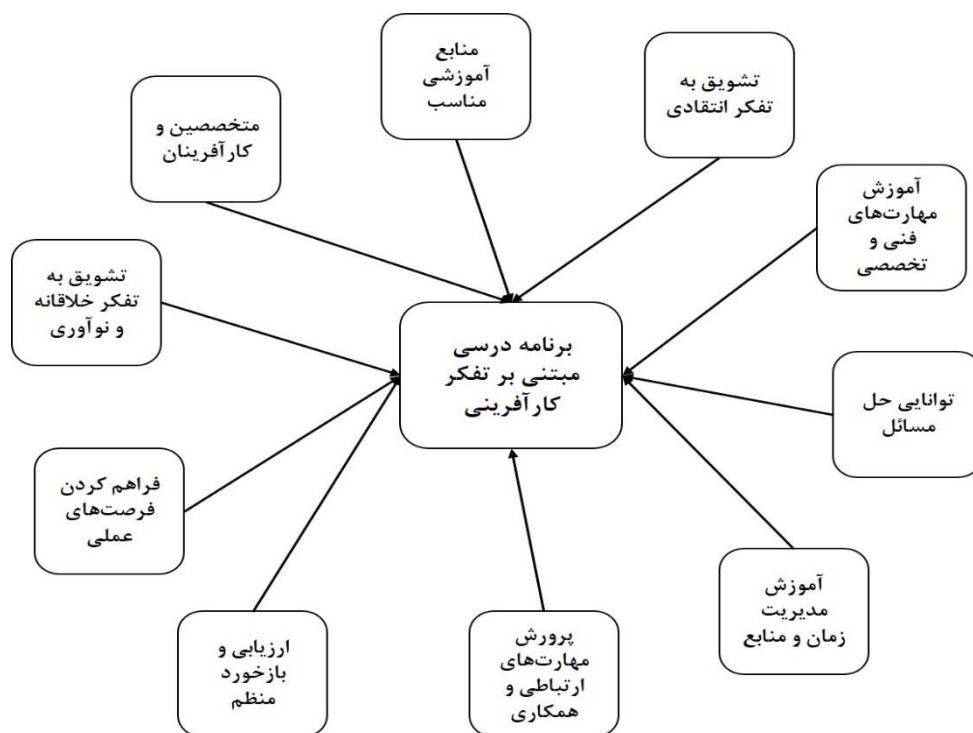 منابع
آموزشی
مناسب
تشویق به
تفکر انتقادی
متخصصین و
کارآفرینان
آموزش
مهارت‌های
فنی و
تخصصی
تشویق به
تفکر خلاقانه
و نوآوری
برنامه درسی
مبتنی بر تفکر
کارآفرینی
توانایی حل
مسائل
فراهم کردن
فرصت‌های
عملی
آموزش
مدیریت
زمان و منابع
ارزیابی و
بازخورد
منظم
پرورش
مهارت‌های
ارتباطی و
همکاری